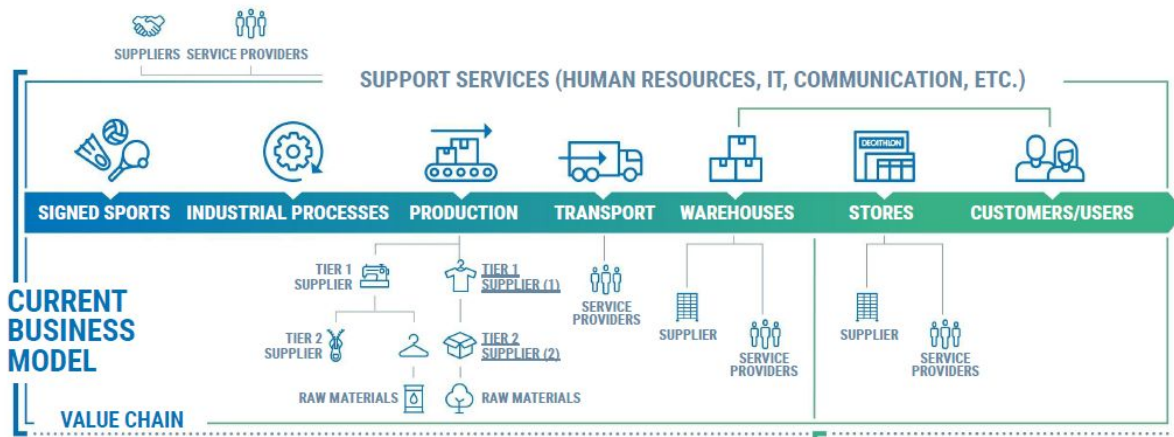 SUPPLIERS SERVICE PROVIDERS
SUPPORT SERVICES (HUMAN RESOURCES, IT, COMMUNICATION, ETC.)
DECATHLON
SIGNED SPORTS INDUSTRIAL PROCESSES PRODUCTION TRANSPORT WAREHOUSES STORES CUSTOMERS/USERS
TIER 1
SUPPLIER
TIER 1
SUPPLIER (1)
SERVICE
PROVIDERS
SUPPLIER
SERVICE
PROVIDERS
SUPPLIER
SERVICE
PROVIDERS
TIER 2
SUPPLIER
TIER 2
SUPPLIER (2)
RAW MATERIALS
RAW MATERIALS
CURRENT
BUSINESS
MODEL
VALUE CHAIN